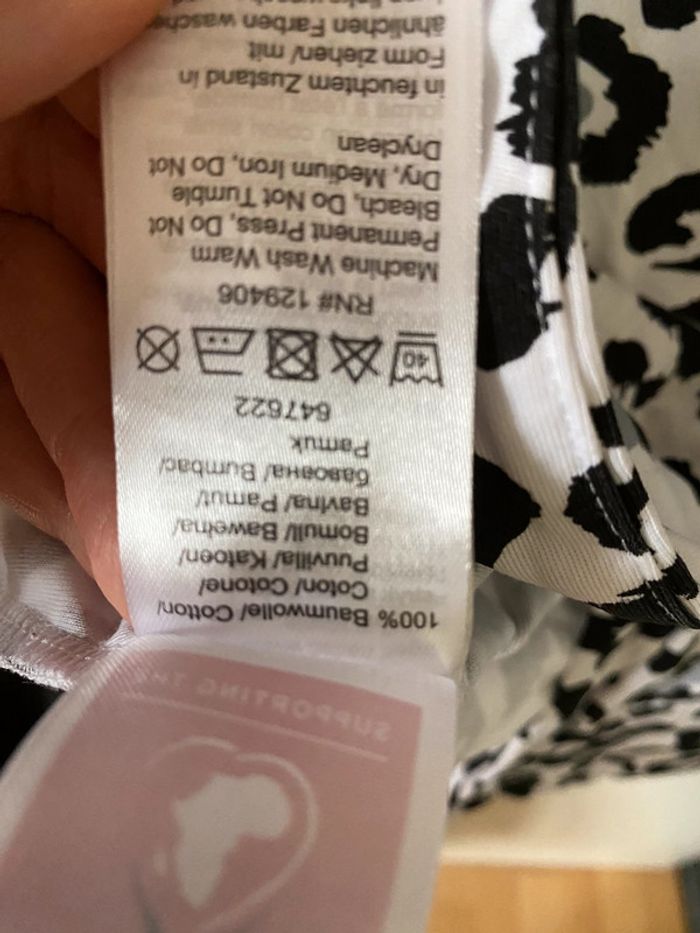 SUPPORTING
100% Baumwolle/ Cotton/
Coton/ Cotone/
Puuvilla/ Katoen/
Bomull/ Bawełna/
Bavlna/ Pamut/
бавовна/ Bumbac/
Pamuk
647622
40
RN# 129406
Machine Wash Warm
Permanent Press, Do Not
Bleach, Do Not Tumble
Dry, Medium Iron, Do Not
Dryclean
in feuchtem Zustand in
Form ziehen/ mit
ähnlichen Farben